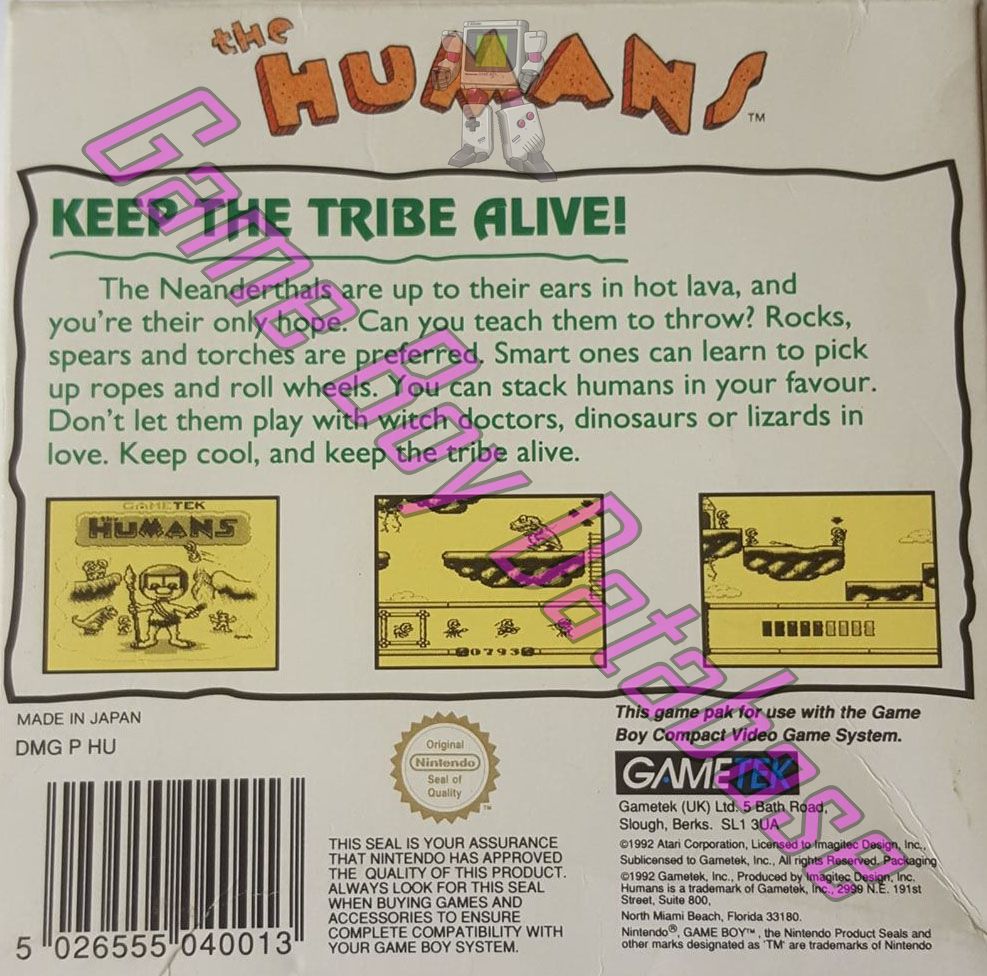 the
HUMANS™
KEEP THE TRIBE ALIVE!
The Neanderthals are up to their ears in hot lava, and
you're their only hope. Can you teach them to throw? Rocks,
spears and torches are preferred. Smart ones can learn to pick
up ropes and roll wheels. You can stack humans in your favour.
Don't let them play with witch doctors, dinosaurs or lizards in
love. Keep cool, and keep the tribe alive.
GAMETEK
HUMANS
00793
MADE IN JAPAN
DMG P HU
5 026555 040013
Original
Nintendo
Seal of
Quality
TM
THIS SEAL IS YOUR ASSURANCE
THAT NINTENDO HAS APPROVED
THE QUALITY OF THIS PRODUCT.
ALWAYS LOOK FOR THIS SEAL
WHEN BUYING GAMES AND
ACCESSORIES TO ENSURE
COMPLETE COMPATIBILITY WITH
YOUR GAME BOY SYSTEM.
This game pak for use with the Game
Boy Compact Video Game System.
GAMETEK
Gametek (UK) Ltd. 5 Bath Road,
Slough, Berks. SL1 3UA
©1992 Atari Corporation, Licensed to Imagitec Design, Inc.,
Sublicensed to Gametek, Inc., All rights Reserved. Packaging
©1992 Gametek, Inc., Produced by Imagitec Design, Inc.
Humans is a trademark of Gametek, Inc., 2999 N.E. 191st
Street, Suite 800,
North Miami Beach, Florida 33180.
Nintendo®, GAME BOY™, the Nintendo Product Seals and
other marks designated as 'TM' are trademarks of Nintendo
Game Boy Database